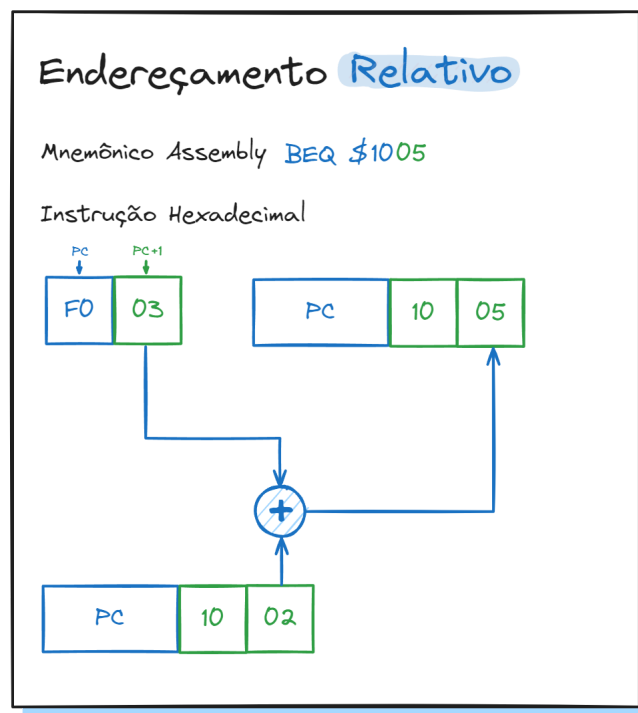 Endereçamento Relativo
Mnemônico Assembly BEQ $1005
Instrução Hexadecimal
PC PC+1
F0 03 PC 10 05
+
PC 10 02